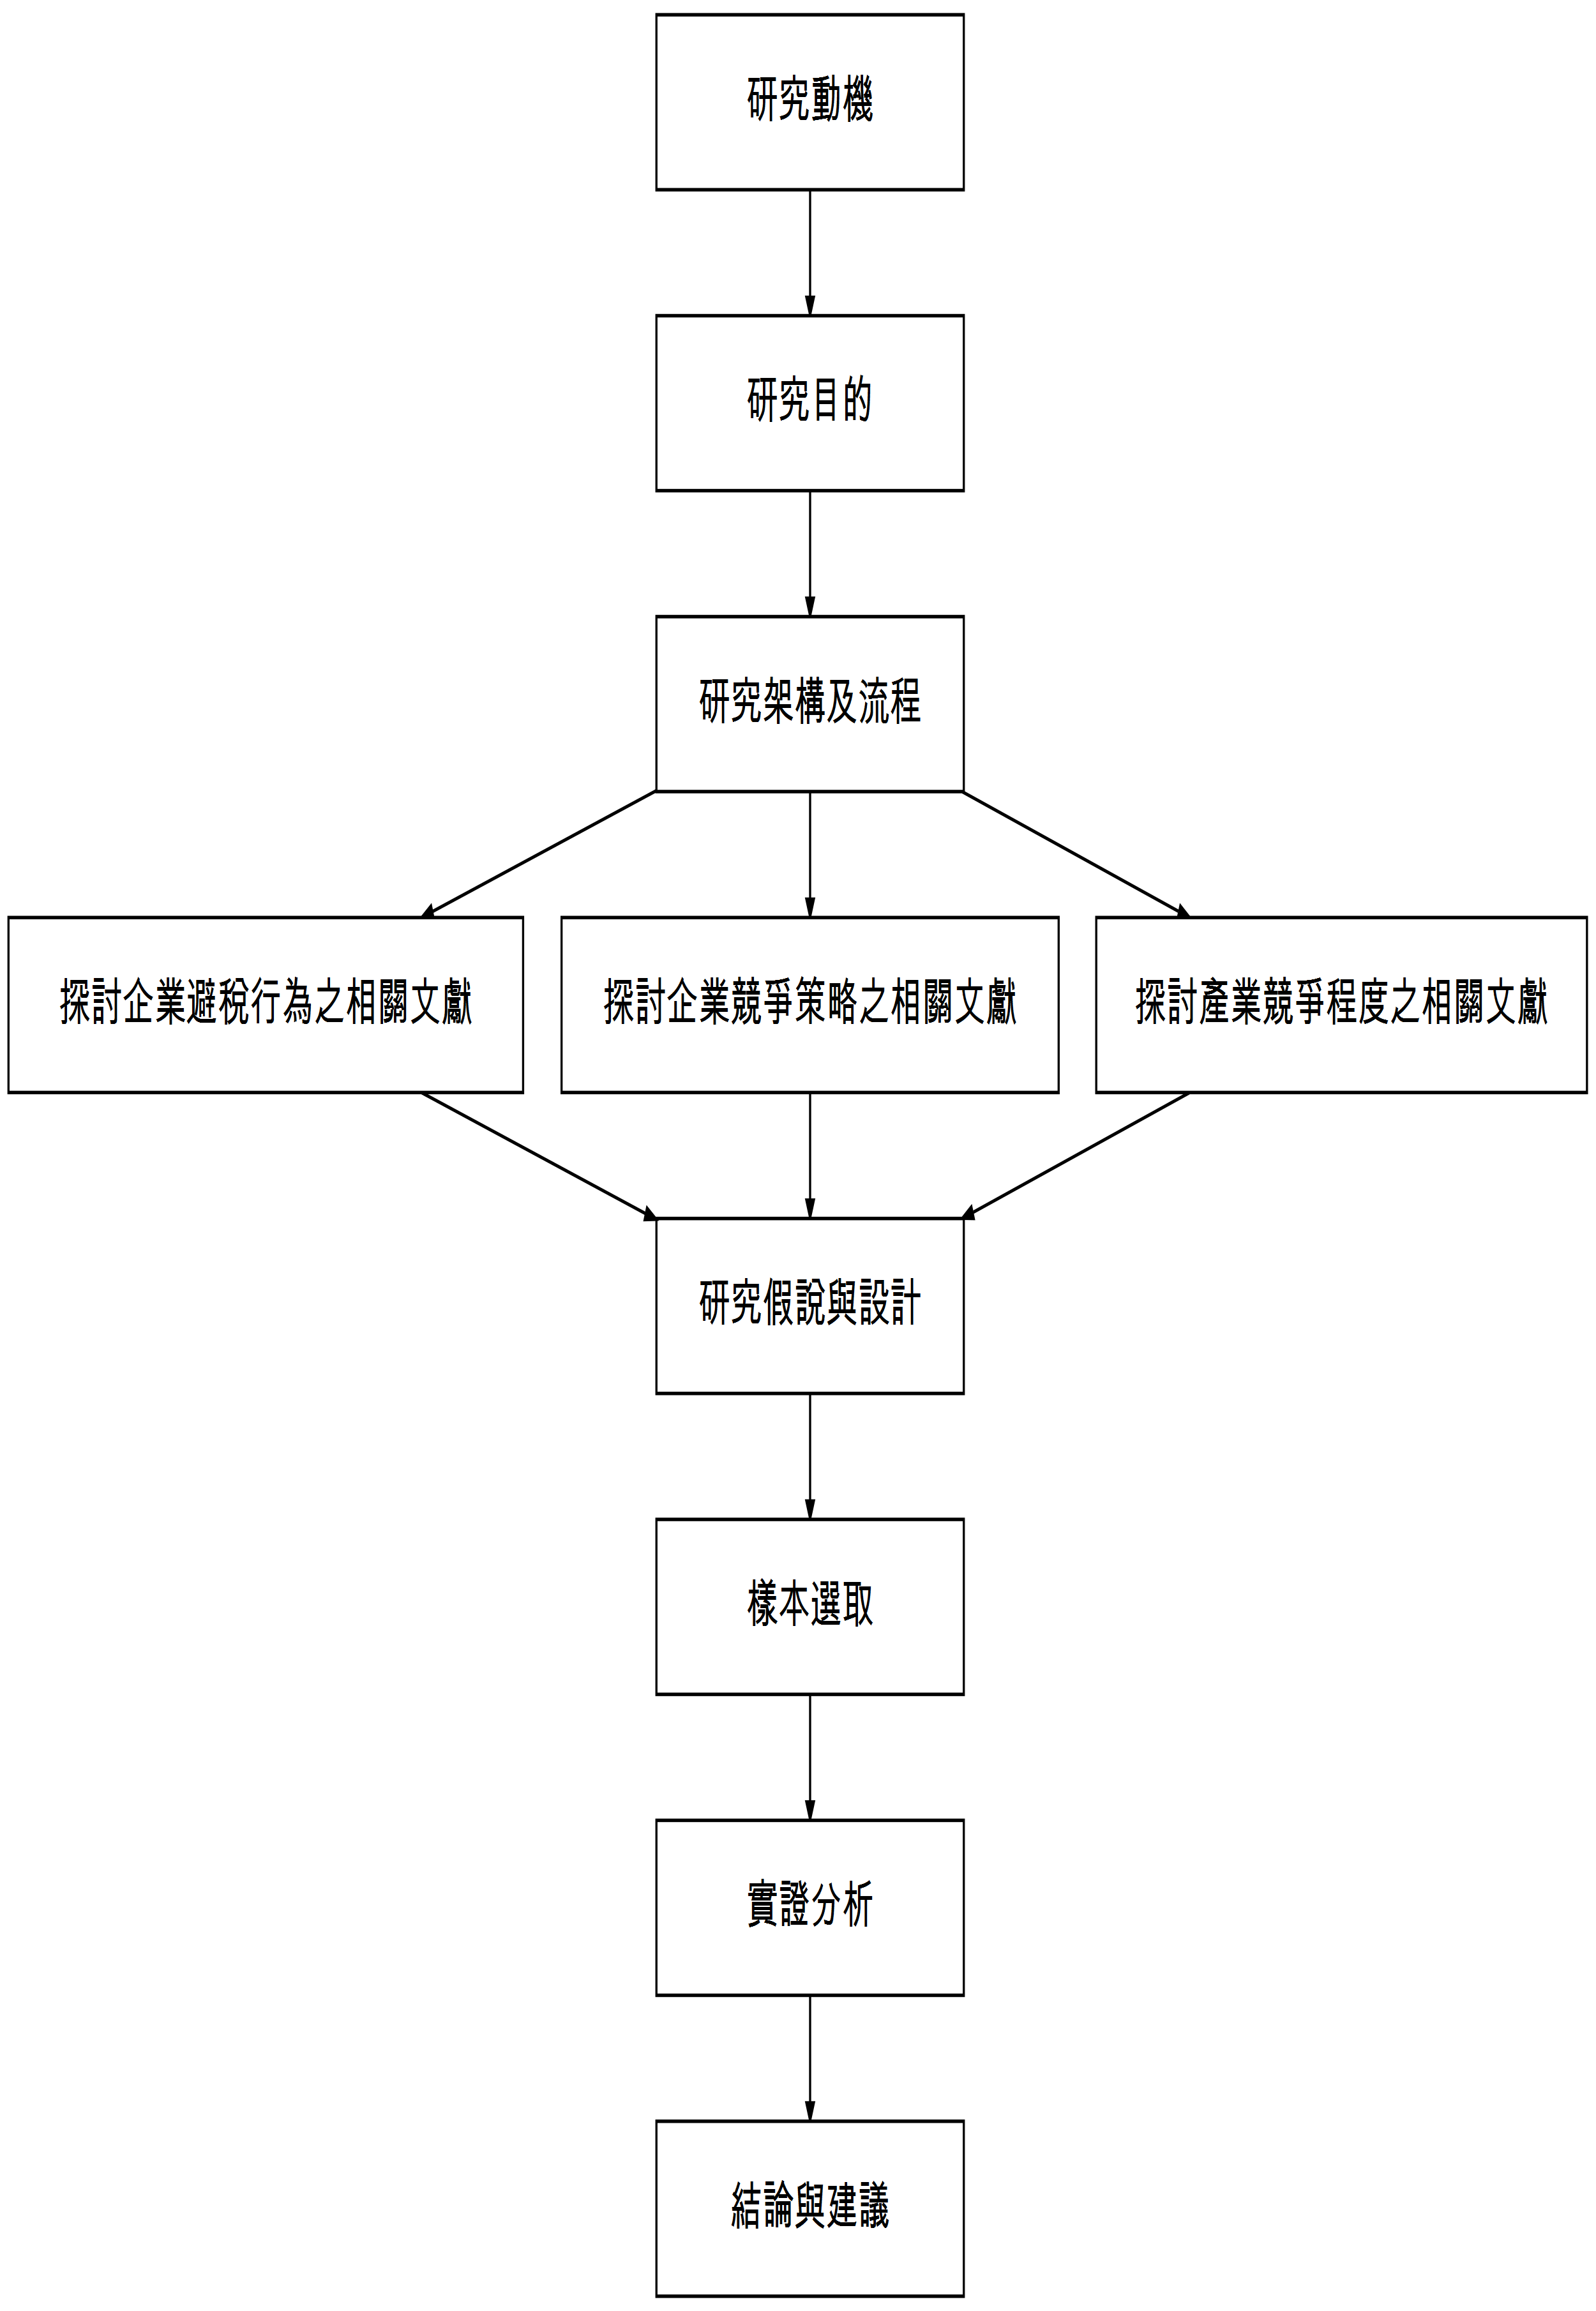 研究動機
研究目的
研究架構及流程
探討企業避稅行為之相關文獻
探討企業競爭策略之相關文獻
探討產業競爭程度之相關文獻
研究假說與設計
樣本選取
實證分析
結論與建議